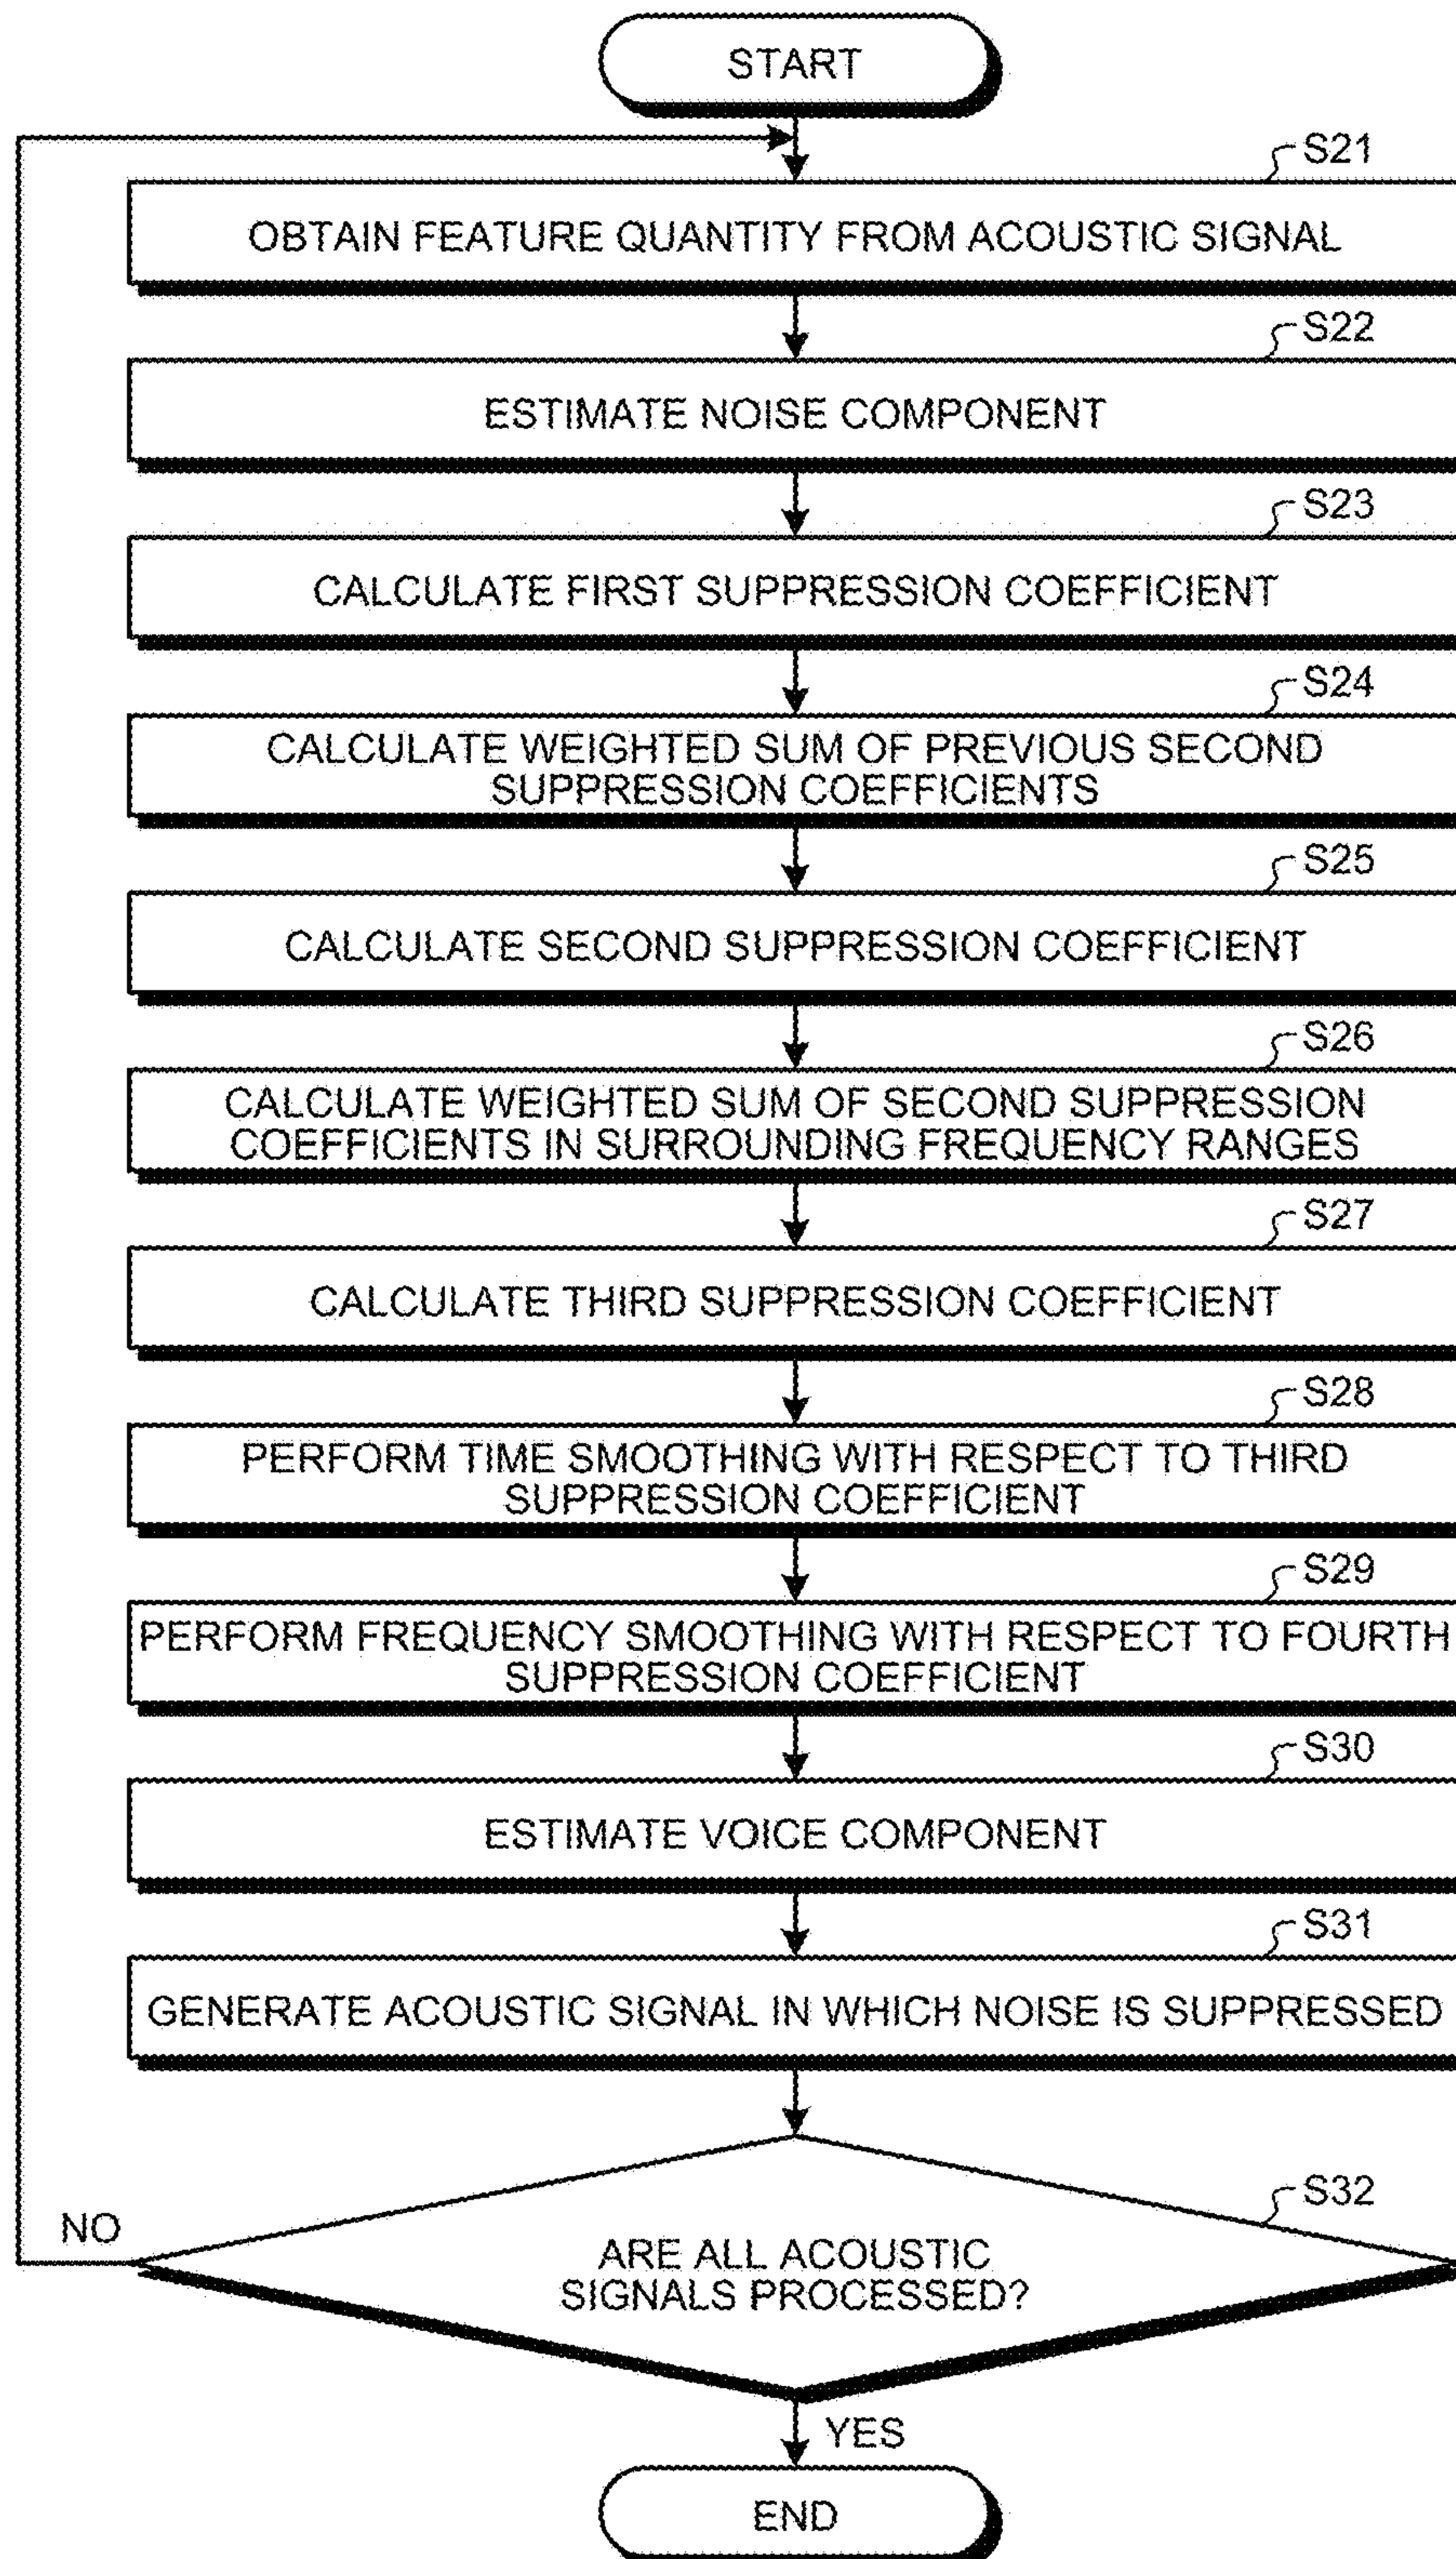 START
S21
OBTAIN FEATURE QUANTITY FROM ACOUSTIC SIGNAL
S22
ESTIMATE NOISE COMPONENT
S23
CALCULATE FIRST SUPPRESSION COEFFICIENT
S24
CALCULATE WEIGHTED SUM OF PREVIOUS SECOND
SUPPRESSION COEFFICIENTS
S25
CALCULATE SECOND SUPPRESSION COEFFICIENT
S26
CALCULATE WEIGHTED SUM OF SECOND SUPPRESSION
COEFFICIENTS IN SURROUNDING FREQUENCY RANGES
S27
CALCULATE THIRD SUPPRESSION COEFFICIENT
S28
PERFORM TIME SMOOTHING WITH RESPECT TO THIRD
SUPPRESSION COEFFICIENT
S29
PERFORM FREQUENCY SMOOTHING WITH RESPECT TO FOURTH
SUPPRESSION COEFFICIENT
S30
ESTIMATE VOICE COMPONENT
S31
GENERATE ACOUSTIC SIGNAL IN WHICH NOISE IS SUPPRESSED
S32
NO
ARE ALL ACOUSTIC
SIGNALS PROCESSED?
YES
END